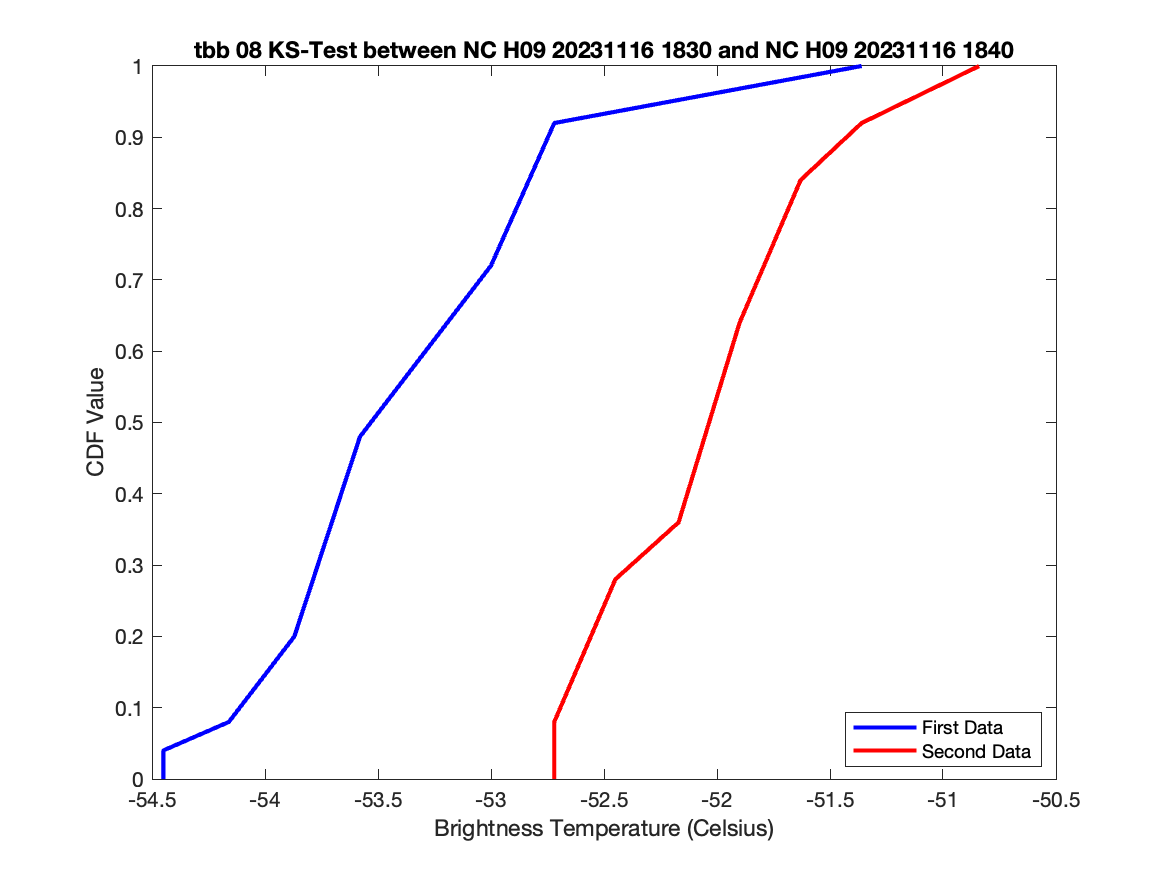 tbb 08 KS-Test between NC H09 20231116 1830 and NC H09 20231116 1840
1
0.9
0.8
0.7
0.6
0.5
0.4
0.3
0.2
0.1
0
CDF Value
First Data
Second Data
-54.5 -54 -53.5 -53 -52.5 -52 -51.5 -51 -50.5
Brightness Temperature (Celsius)